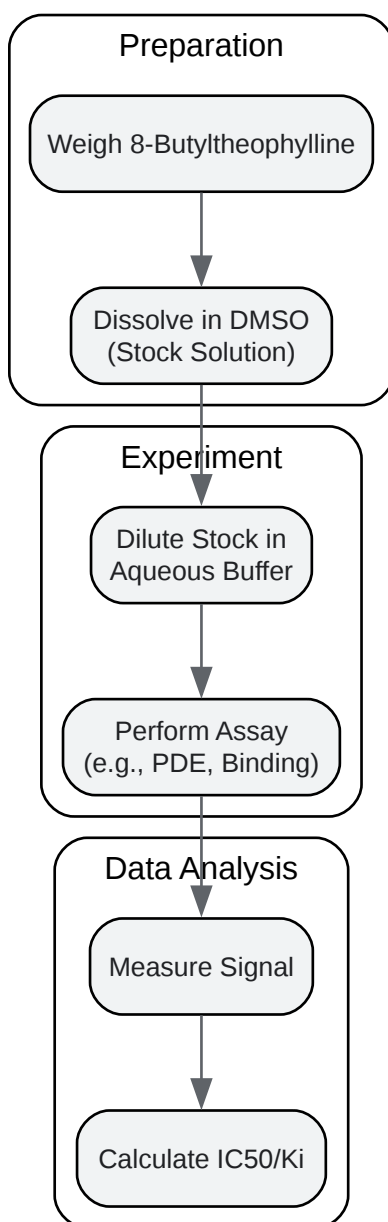 Preparation
Weigh 8-Butyltheophylline
Dissolve in DMSO
(Stock Solution)
Experiment
Dilute Stock in
Aqueous Buffer
Perform Assay
(e.g., PDE, Binding)
Data Analysis
Measure Signal
Calculate IC50/Ki